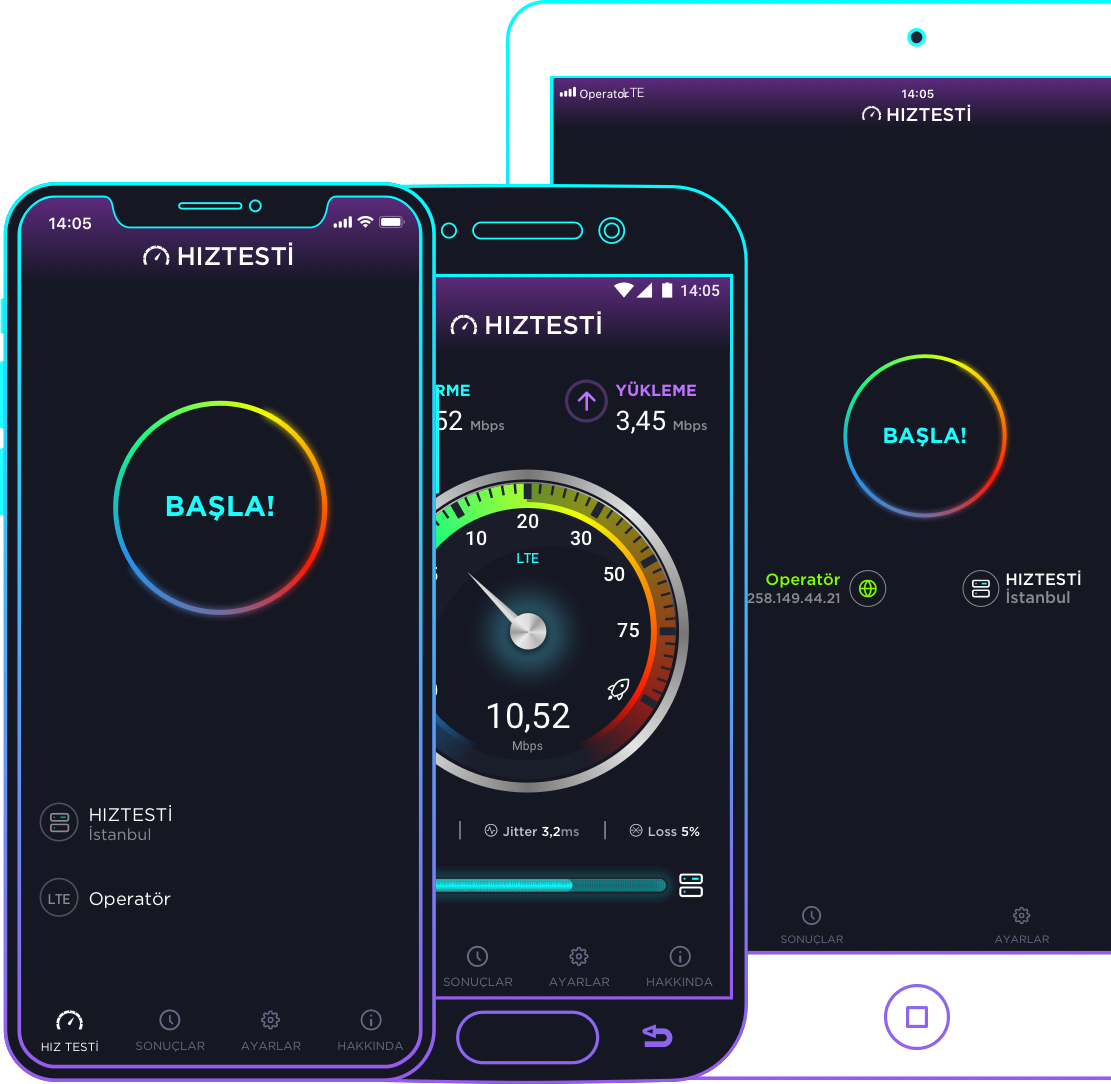 14:05
HIZTESTİ
BAŞLA!
HIZTESTİ
İstanbul
LTE
Operatör
HIZ TESTİ
SONUÇLAR
AYARLAR
HAKKINDA
14:05
HIZTESTİ
RME
52 Mbps
YÜKLEME
3,45 Mbps
10
20
30
50
75
LTE
10,52
Mbps
Jitter 3,2ms
Loss 5%
SONUÇLAR
AYARLAR
HAKKINDA
Operatör LTE
14:05
HIZTESTİ
BAŞLA!
Operatör
258.149.44.21
HIZTESTİ
İstanbul
SONUÇLAR
AYARLAR